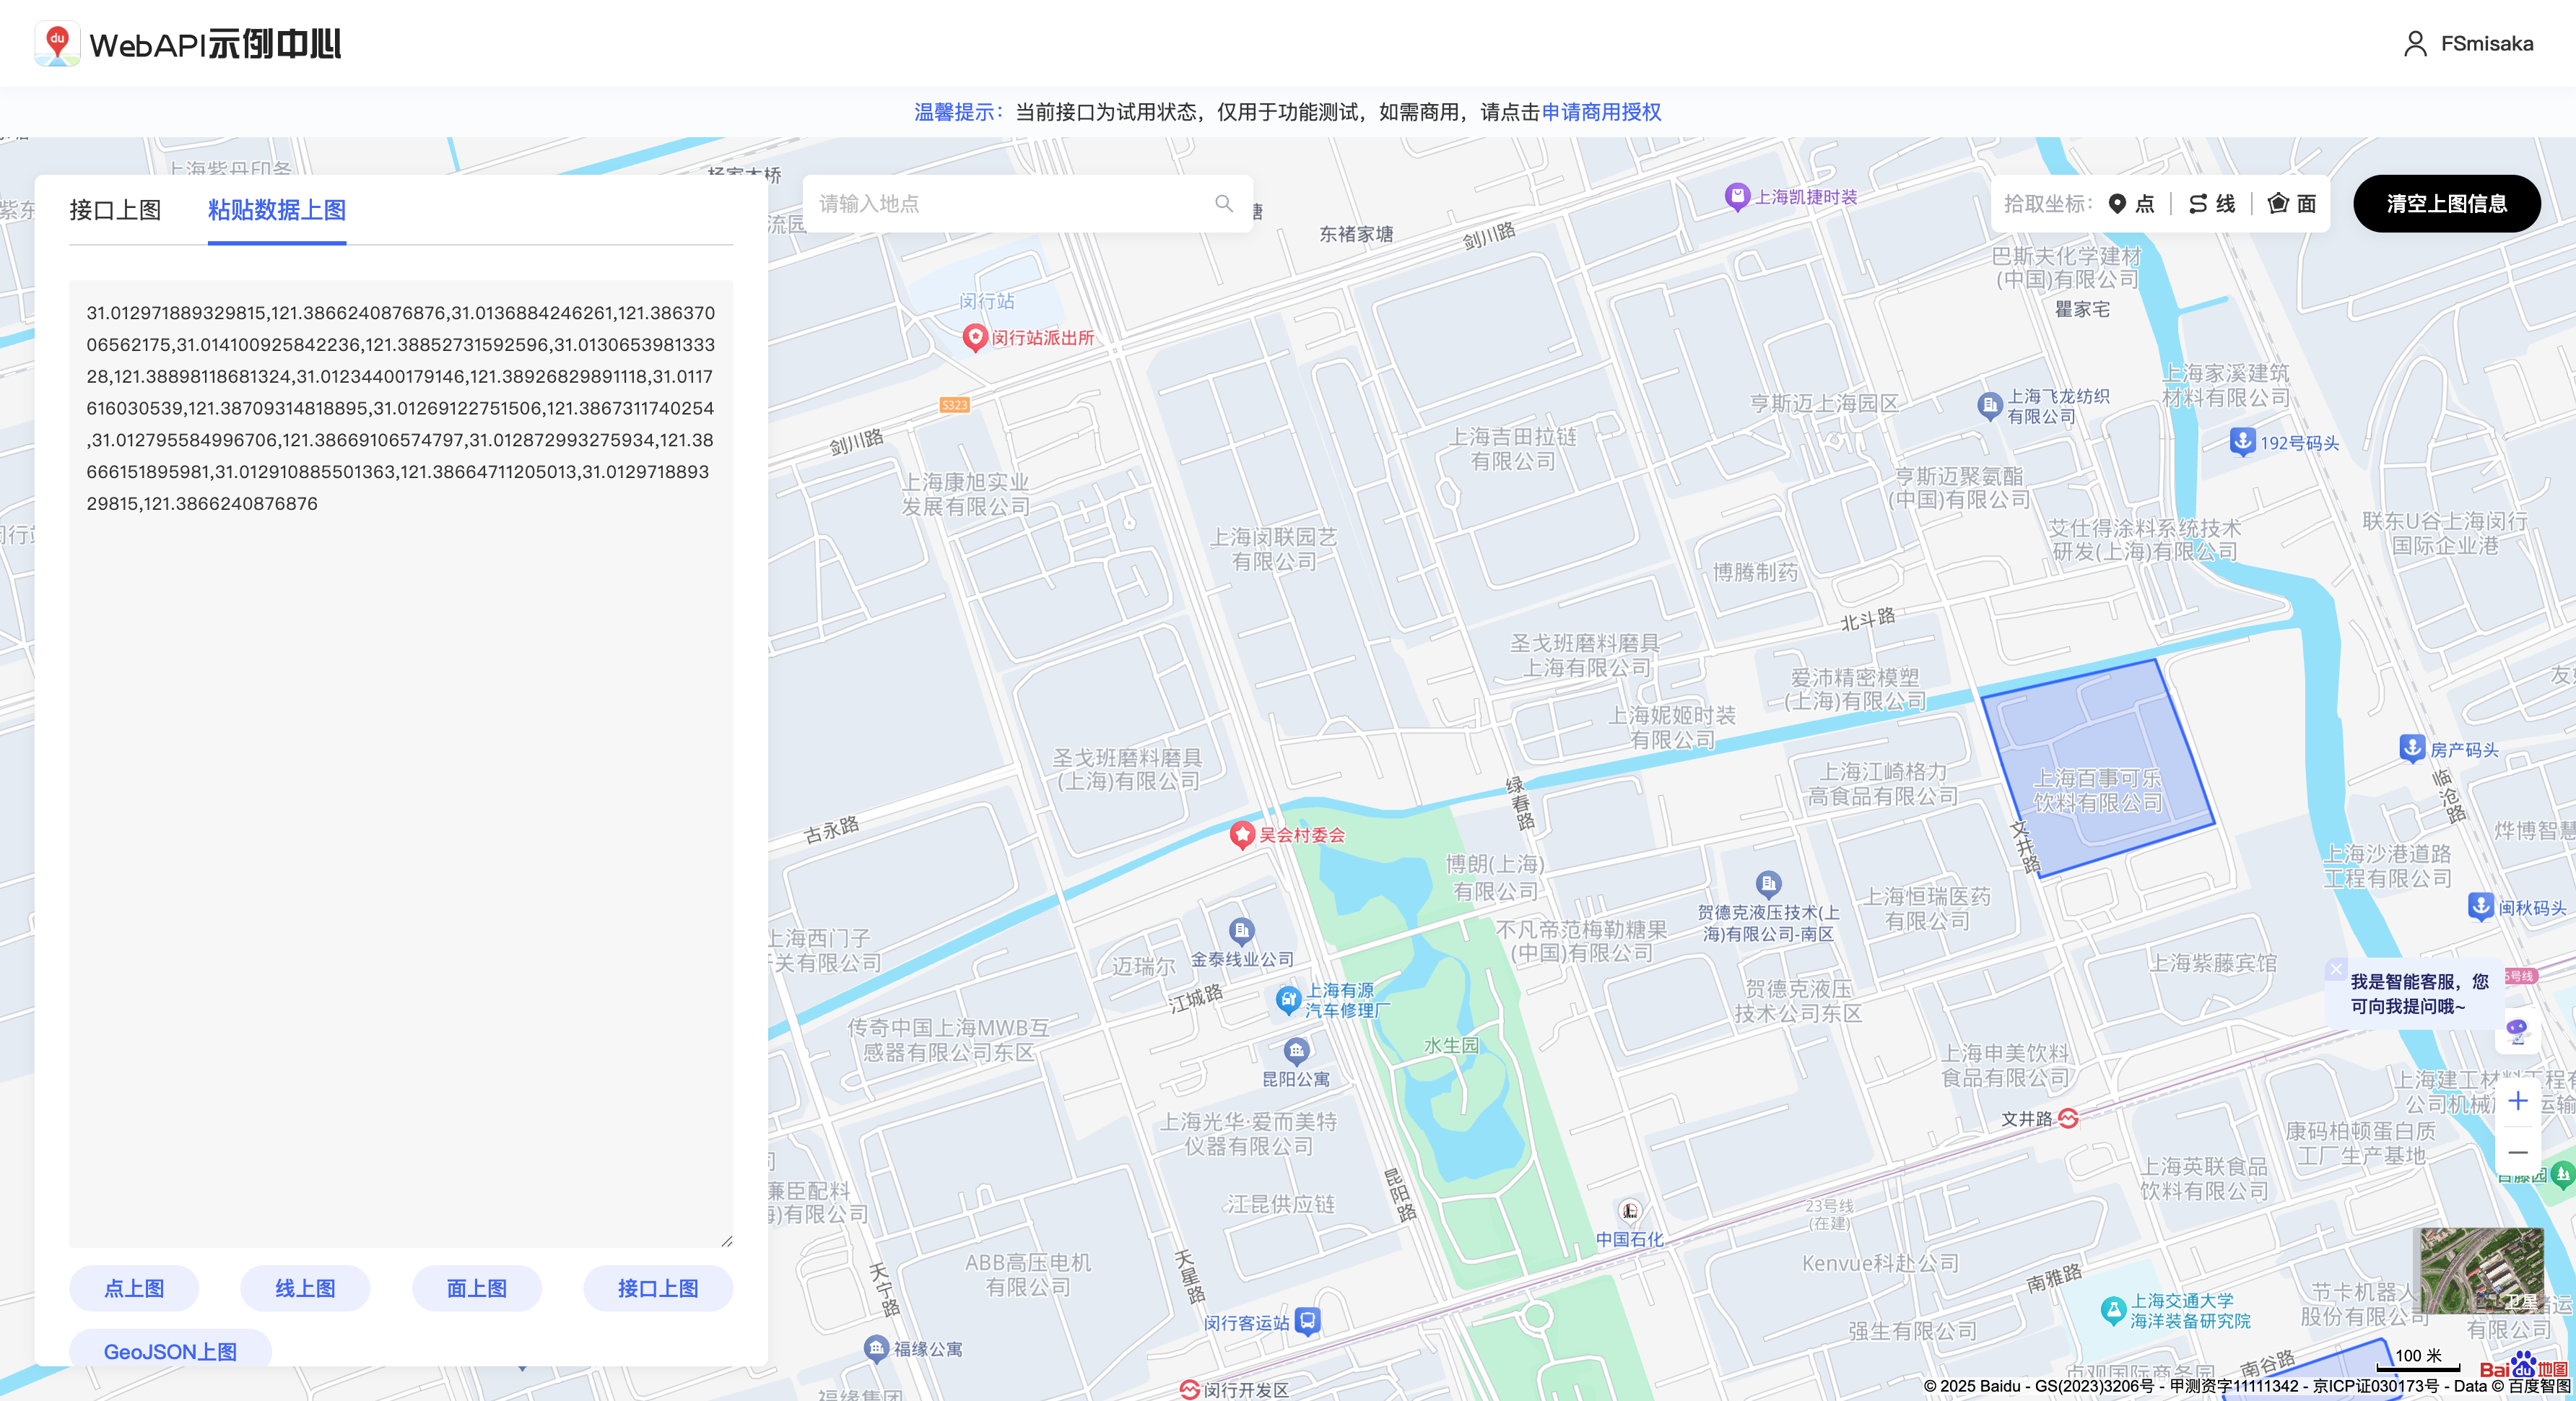 du WebAPI示例中心
FSmisaka
温馨提示：当前接口为试用状态，仅用于功能测试，如需商用，请点击申请商用授权
接口上图
粘贴数据上图
31.012971889329815,121.3866240876876,31.0136884246261,121.386370
06562175,31.014100925842236,121.38852731592596,31.0130653981333
28,121.38898118681324,31.01234400179146,121.38926829891118,31.0117
616030539,121.38709314818895,31.01269122751506,121.3867311740254
,31.012795584996706,121.38669106574797,31.012872993275934,121.38
666151895981,31.012910885501363,121.38664711205013,31.0129718893
29815,121.3866240876876
点上图
线上图
面上图
接口上图
GeoJSON上图
请输入地点
拾取坐标:
点
线
面
清空上图信息
上海紫丹印务
杨家木桥
东褚家塘
剑川路
上海凯捷时装
巴斯夫化学建材
(中国)有限公司
瞿家宅
闵行站
闵行站派出所
S323
剑川路
亨斯迈上海园区
上海飞龙纺织
有限公司
上海家溪建筑
材料有限公司
192号码头
上海吉田拉链
有限公司
上海康旭实业
发展有限公司
亨斯迈聚氨酯
(中国)有限公司
上海闵联园艺
有限公司
艾仕得涂料系统技术
研发(上海)有限公司
联东U谷上海闵行
国际企业港
博腾制药
北斗路
圣戈班磨料磨具
上海有限公司
爱沛精密模塑
(上海)有限公司
上海妮姬时装
有限公司
圣戈班磨料磨具
(上海)有限公司
绿春路
上海江崎格力
高食品有限公司
上海百事可乐
饮料有限公司
房产码头
临沧路
古永路
吴会村委会
文井路
烨博智慧
博朗(上海)
有限公司
上海沙港道路
工程有限公司
贺德克液压技术(上
海)有限公司-南区
上海恒瑞医药
有限公司
闽秋码头
上海西门子
开关有限公司
金泰线业公司
迈瑞尔
不凡帝范梅勒糖果
(中国)有限公司
上海紫藤宾馆
5号线
我是智能客服，您
可向我提问哦~
江城路
上海有源
汽车修理厂
贺德克液压
技术公司东区
传奇中国上海MWB互
感器有限公司东区
水生园
昆阳公寓
上海申美饮料
食品有限公司
文井路
上海光华·爱而美特
仪器有限公司
康码柏顿蛋白质
工厂生产基地
上海英联食品
饮料有限公司
昆阳路
江昆供应链
23号线
(在建)
中国石化
ABB高压电机
有限公司
天宁路
天星路
Kenvue科赴公司
南雅路
上海交通大学
海洋装备研究院
节卡机器人
股份有限公司
卫星
闵行客运站
强生有限公司
有限公司
福缘公寓
南谷路
100 米
Bai du 地图
闵行开发区
© 2025 Baidu - GS(2023)3206号 - 甲测资字11111342 - 京ICP证030173号 - Data © 百度智图